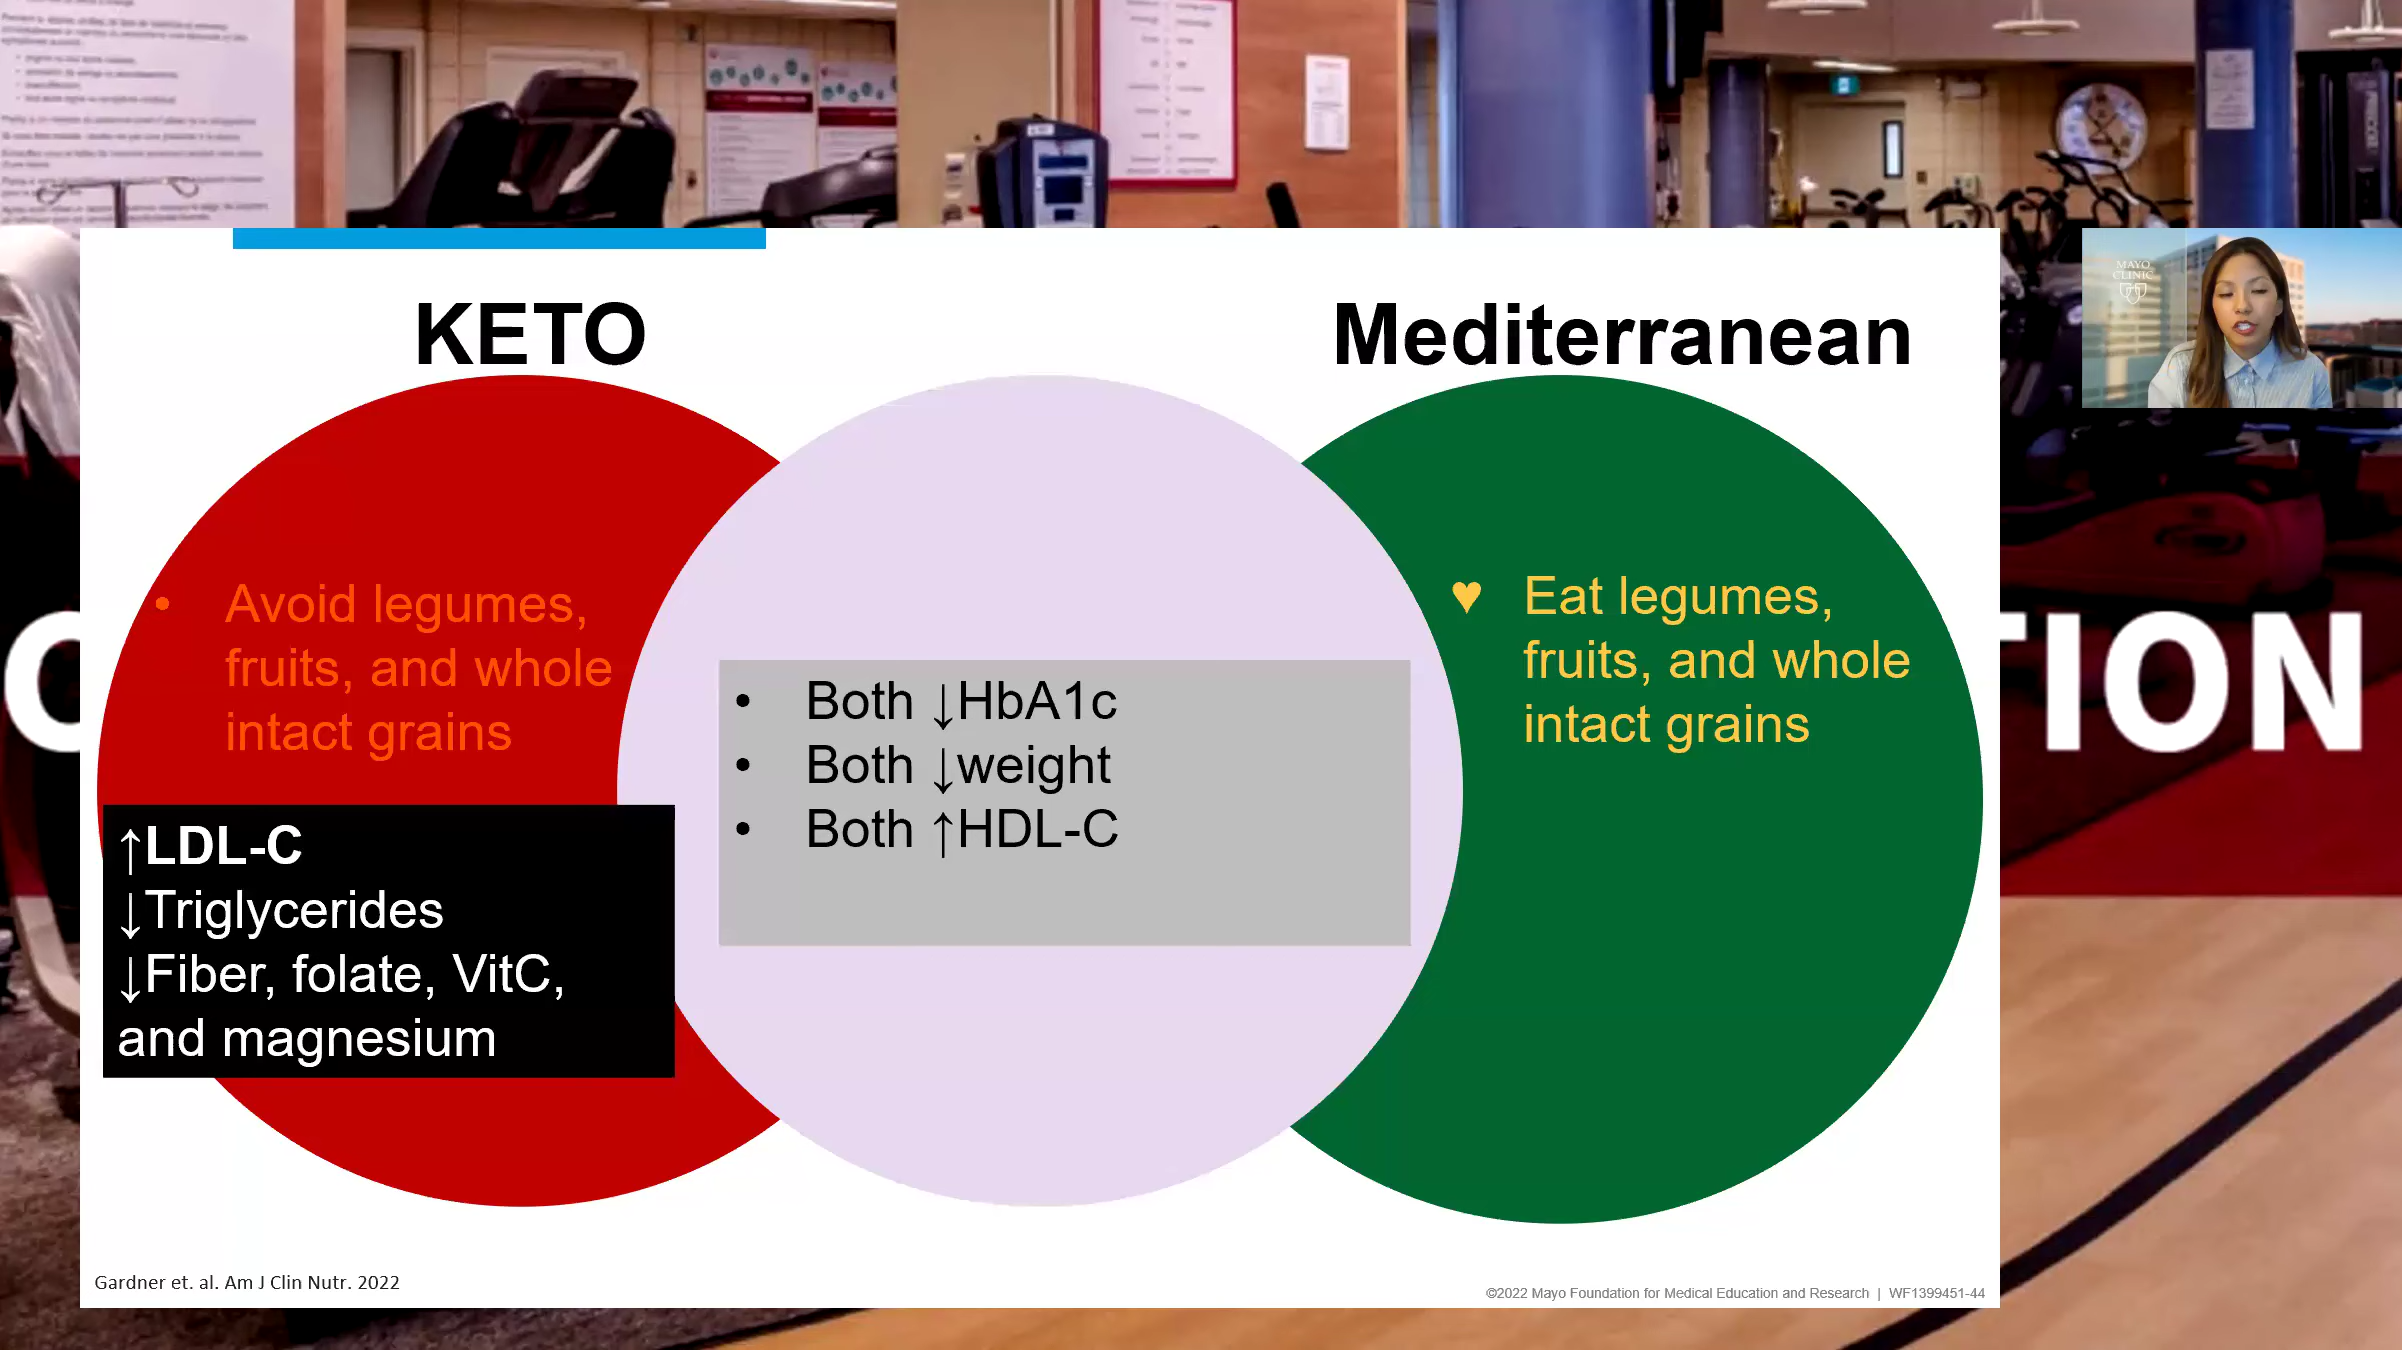 MAYO
CLINIC
KETO
Mediterranean
• Avoid legumes,
fruits, and whole
intact grains
↑LDL-C
↓Triglycerides
↓Fiber, folate, VitC,
and magnesium
• Both ↓HbA1c
• Both ↓weight
• Both ↑HDL-C
♥ Eat legumes,
fruits, and whole
intact grains
TION
Gardner et. al. Am J Clin Nutr. 2022
©2022 Mayo Foundation for Medical Education and Research | WF1399451-44